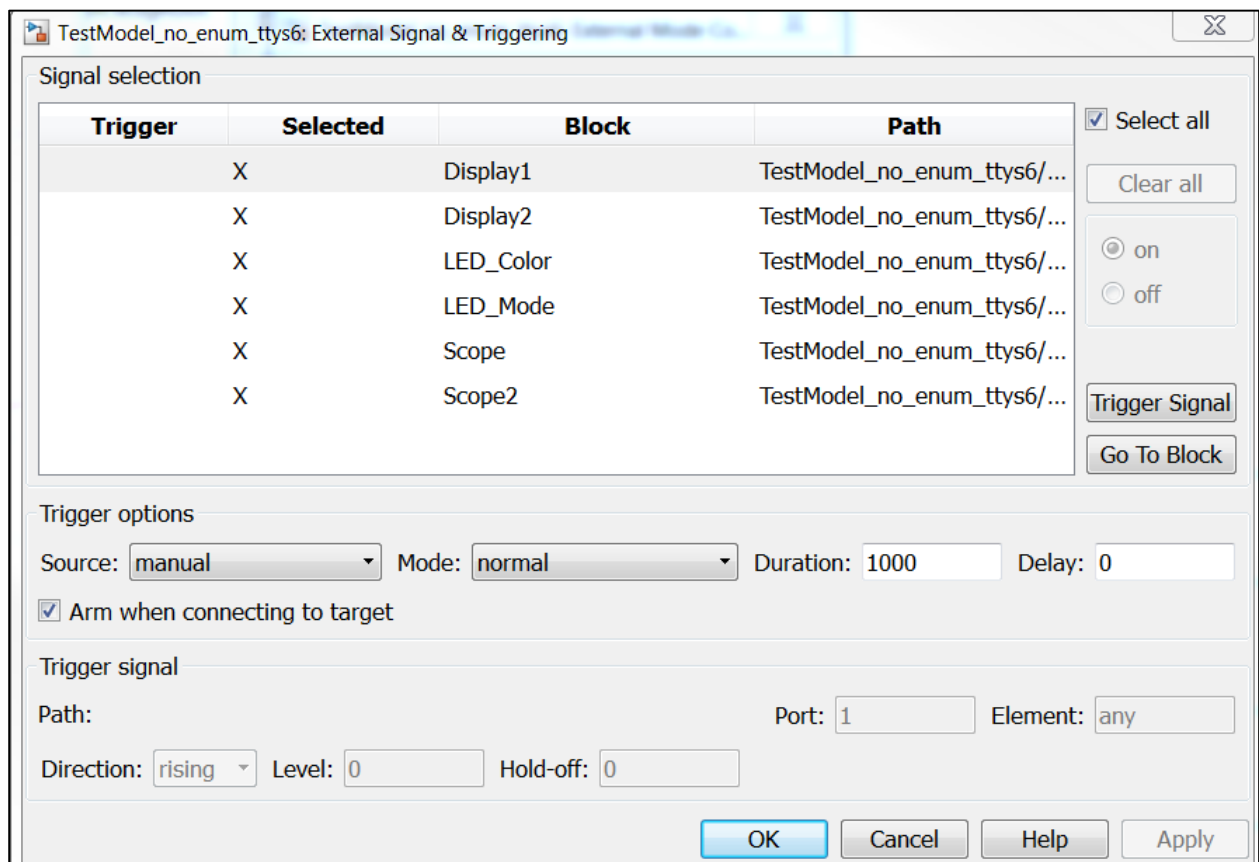 TestModel_no_enum_ttys6: External Signal & Triggering
Signal selection
Trigger Selected Block Path
X Display1 TestModel_no_enum_ttys6/...
X Display2 TestModel_no_enum_ttys6/...
X LED_Color TestModel_no_enum_ttys6/...
X LED_Mode TestModel_no_enum_ttys6/...
X Scope TestModel_no_enum_ttys6/...
X Scope2 TestModel_no_enum_ttys6/...
Select all
Clear all
on
off
Trigger Signal
Go To Block
Trigger options
Source: manual Mode: normal Duration: 1000 Delay: 0
Arm when connecting to target
Trigger signal
Path: Port: 1 Element: any
Direction: rising Level: 0 Hold-off: 0
OK Cancel Help Apply